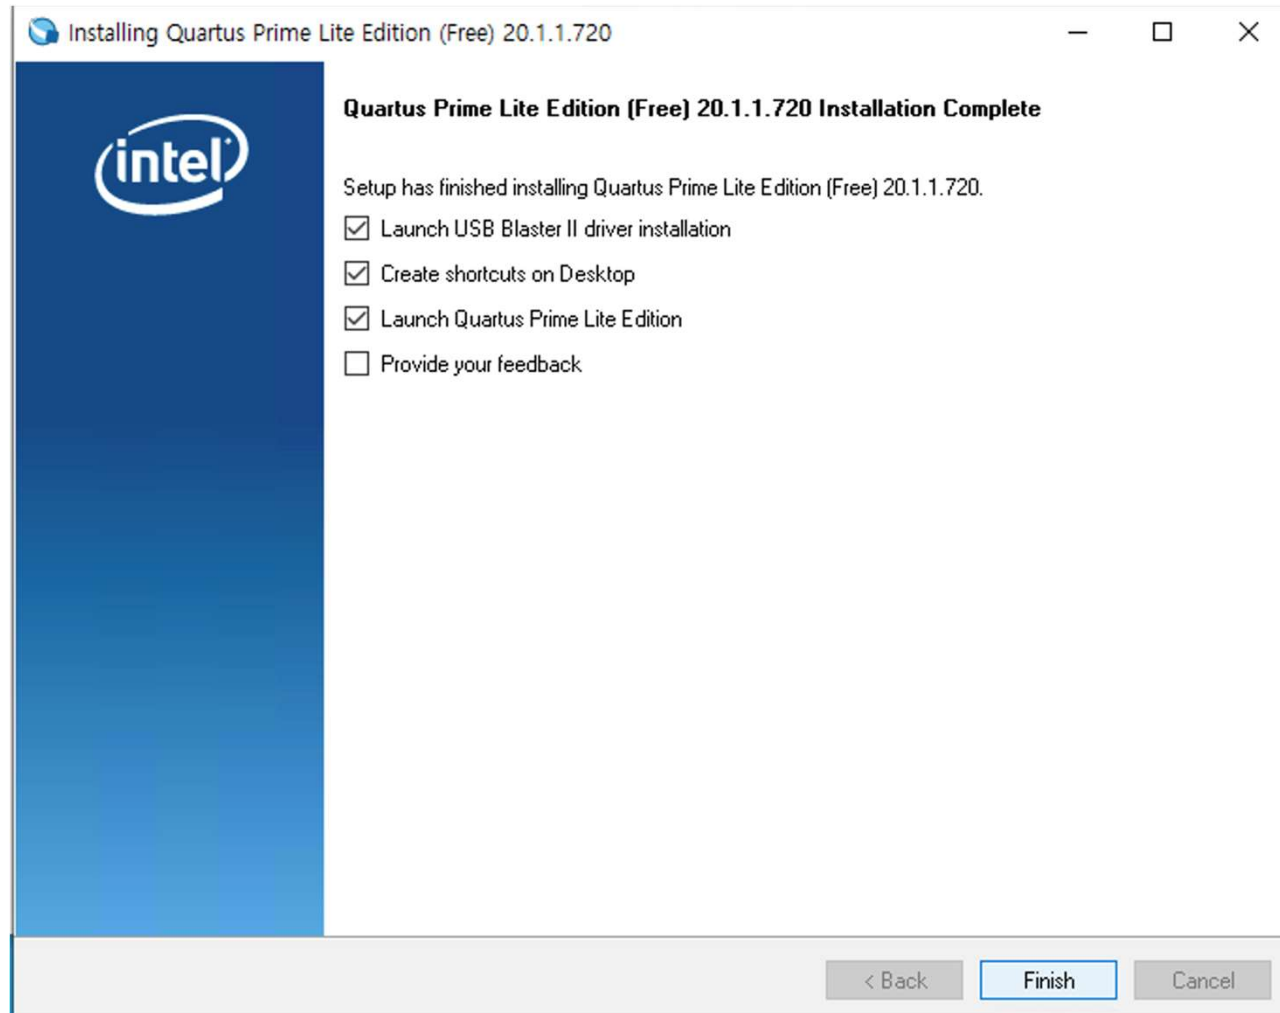 Installing Quartus Prime Lite Edition (Free) 20.1.1.720
intel
Quartus Prime Lite Edition (Free) 20.1.1.720 Installation Complete
Setup has finished installing Quartus Prime Lite Edition (Free) 20.1.1.720.
Launch USB Blaster II driver installation
Create shortcuts on Desktop
Launch Quartus Prime Lite Edition
Provide your feedback
< Back Finish Cancel